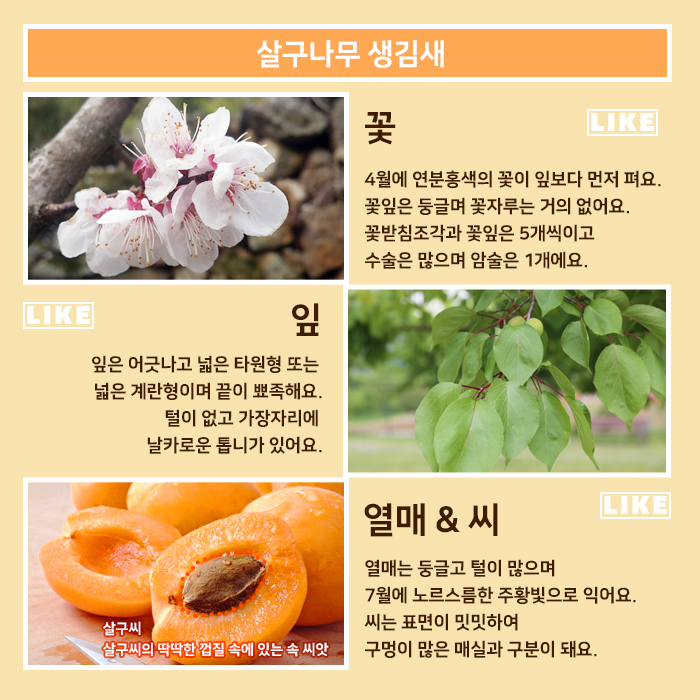 살구나무 생김새
꽃
LIKE
4월에 연분홍색의 꽃이 잎보다 먼저 펴요.
꽃잎은 둥글며 꽃자루는 거의 없어요.
꽃받침조각과 꽃잎은 5개씩이고
수술은 많으며 암술은 1개에요.
LIKE
잎
잎은 어긋나고 넓은 타원형 또는
넓은 계란형이며 끝이 뾰족해요.
털이 없고 가장자리에
날카로운 톱니가 있어요.
열매 & 씨
LIKE
열매는 둥글고 털이 많으며
7월에 노르스름한 주황빛으로 익어요.
씨는 표면이 밋밋하여
구멍이 많은 매실과 구분이 돼요.
살구씨
살구씨의 딱딱한 껍질 속에 있는 속 씨앗